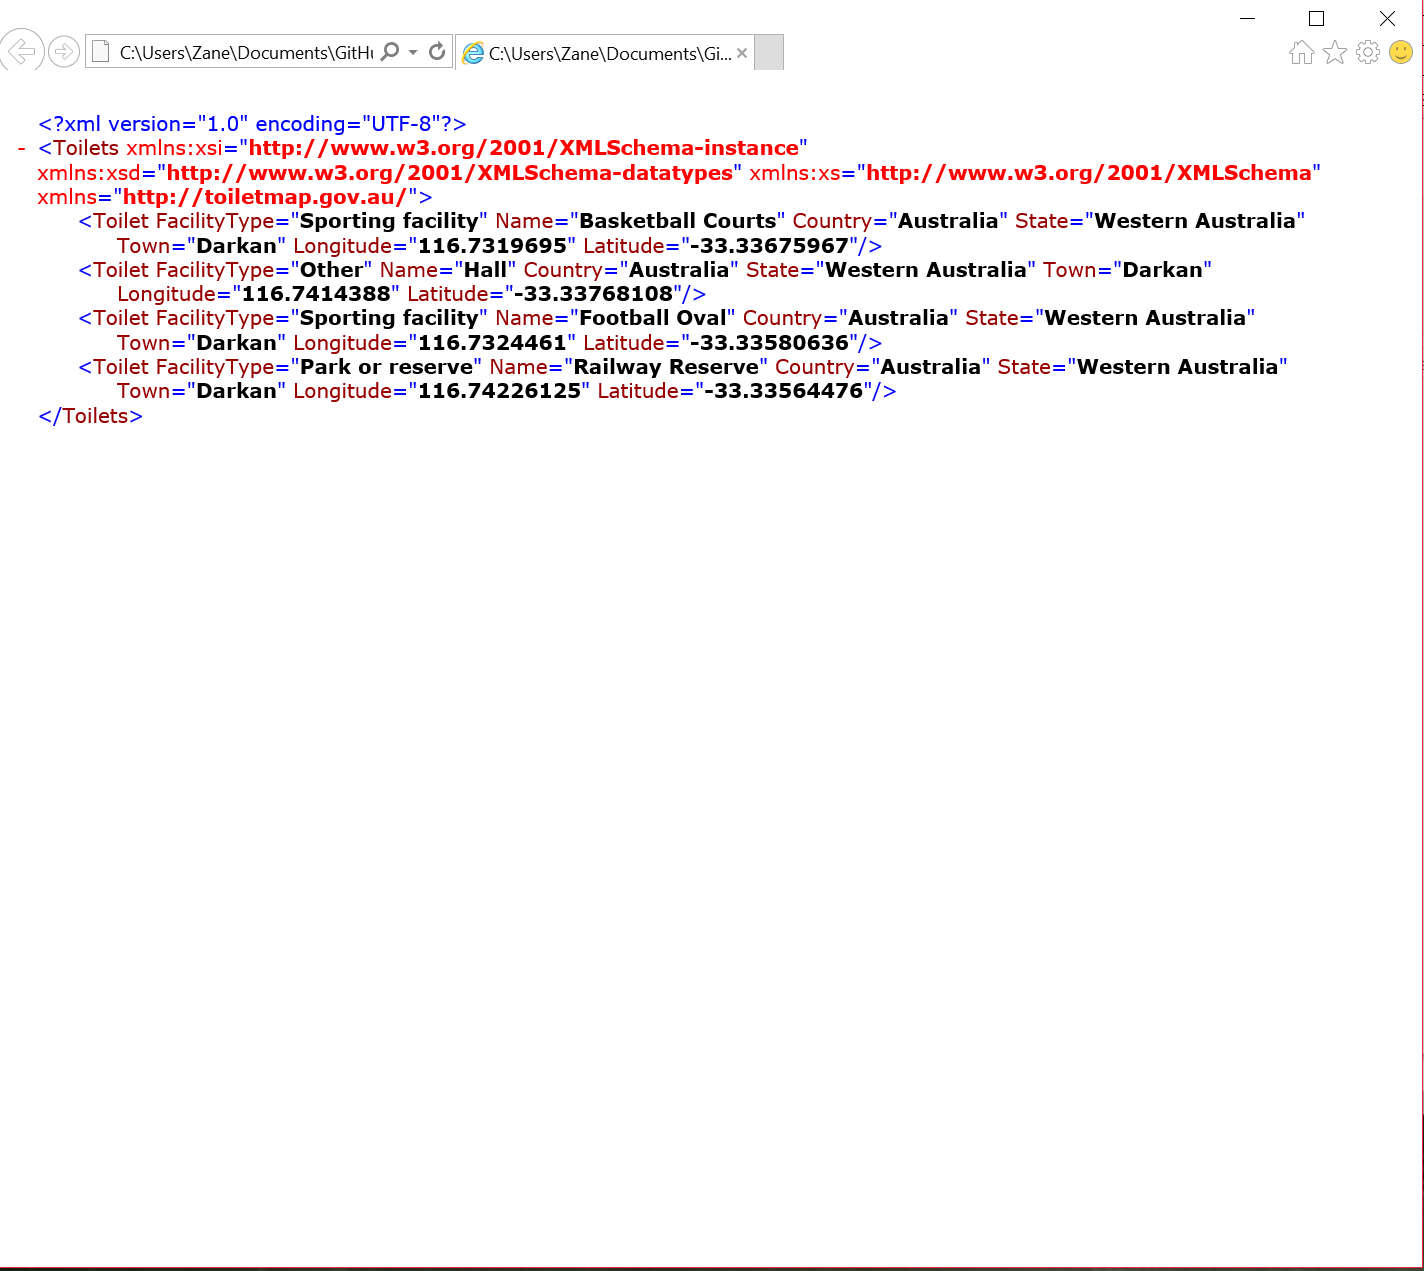 C:\Users\Zane\Documents\GitHu
C:\Users\Zane\Documents\Gi...
<?xml version="1.0" encoding="UTF-8"?>
- <Toilets xmlns:xsi="http://www.w3.org/2001/XMLSchema-instance"
xmlns:xsd="http://www.w3.org/2001/XMLSchema-datatypes" xmlns:xs="http://www.w3.org/2001/XMLSchema"
xmlns="http://toiletmap.gov.au/">
<Toilet FacilityType="Sporting facility" Name="Basketball Courts" Country="Australia" State="Western Australia"
Town="Darkan" Longitude="116.7319695" Latitude="-33.33675967"/>
<Toilet FacilityType="Other" Name="Hall" Country="Australia" State="Western Australia" Town="Darkan"
Longitude="116.7414388" Latitude="-33.33768108"/>
<Toilet FacilityType="Sporting facility" Name="Football Oval" Country="Australia" State="Western Australia"
Town="Darkan" Longitude="116.7324461" Latitude="-33.33580636"/>
<Toilet FacilityType="Park or reserve" Name="Railway Reserve" Country="Australia" State="Western Australia"
Town="Darkan" Longitude="116.74226125" Latitude="-33.33564476"/>
</Toilets>